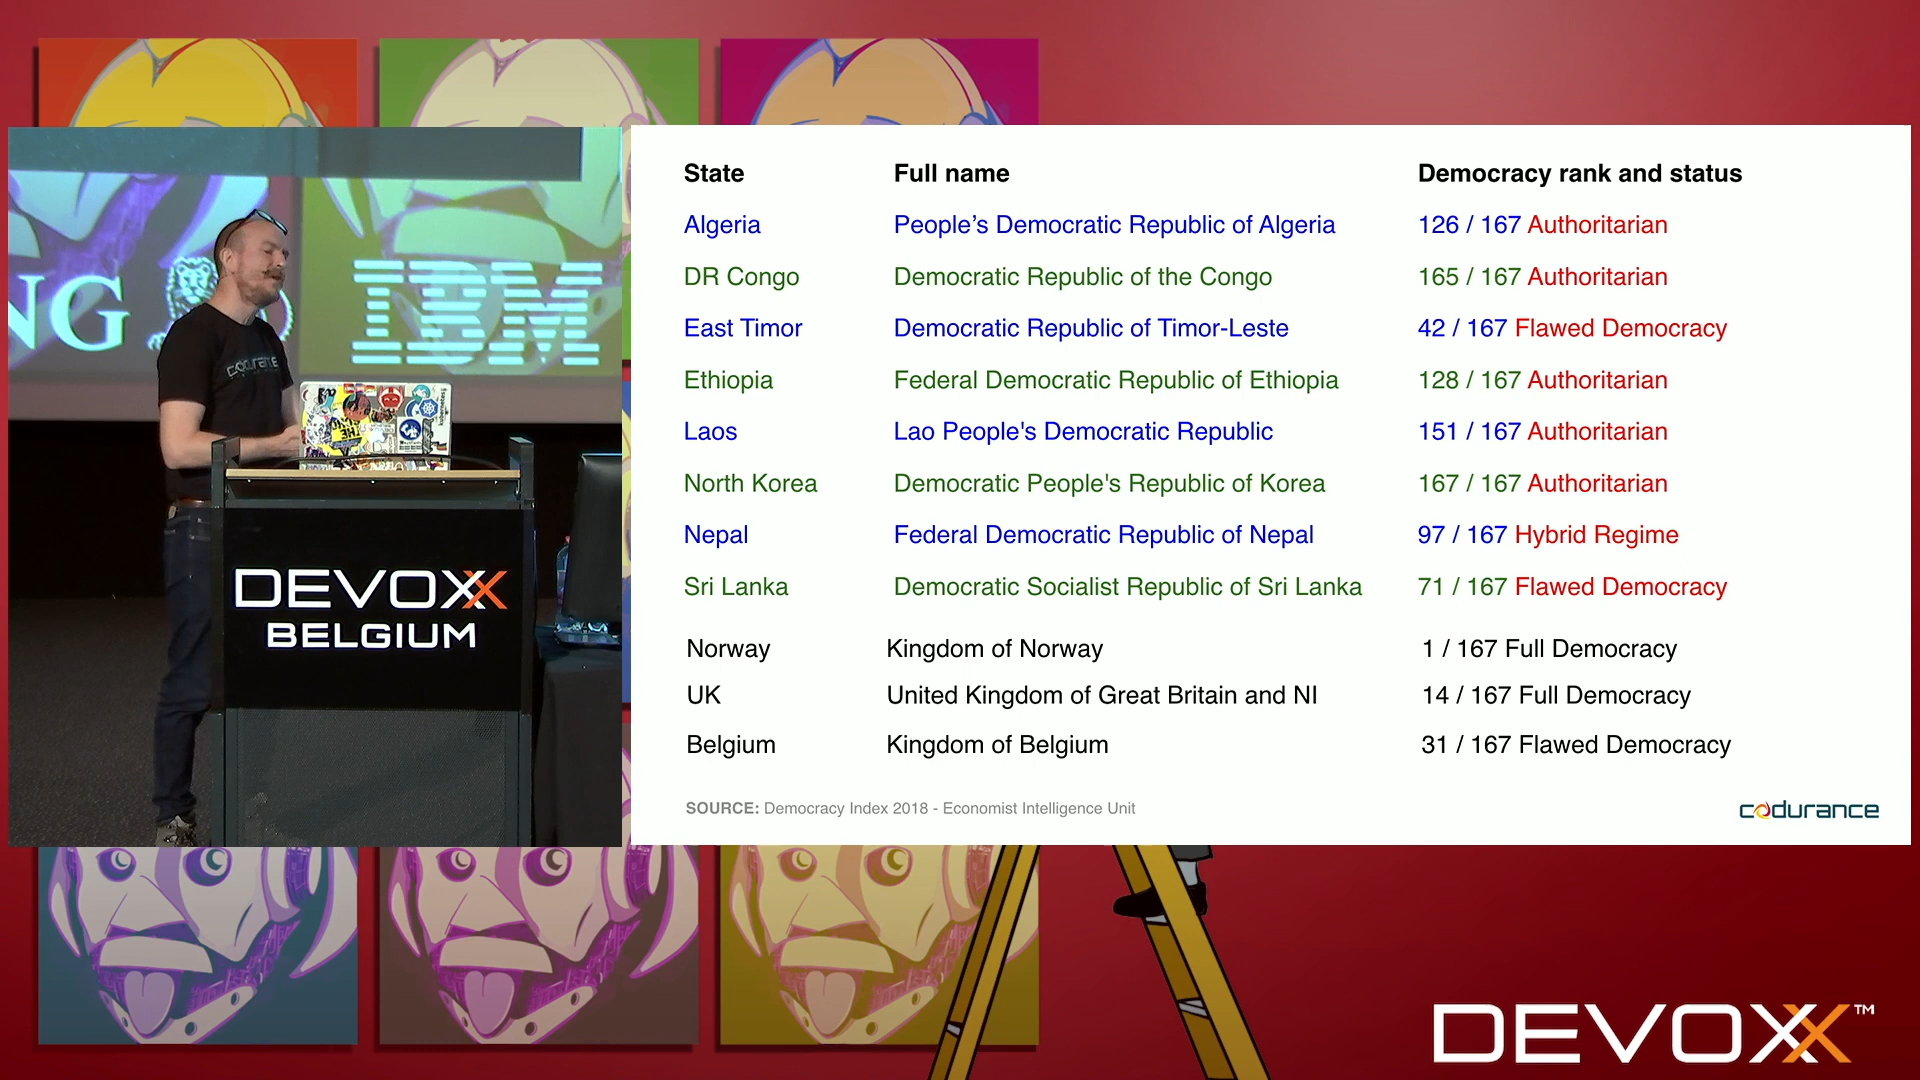 State Full name Democracy rank and status
Algeria People’s Democratic Republic of Algeria 126 / 167 Authoritarian
DR Congo Democratic Republic of the Congo 165 / 167 Authoritarian
East Timor Democratic Republic of Timor-Leste 42 / 167 Flawed Democracy
Ethiopia Federal Democratic Republic of Ethiopia 128 / 167 Authoritarian
Laos Lao People's Democratic Republic 151 / 167 Authoritarian
North Korea Democratic People's Republic of Korea 167 / 167 Authoritarian
Nepal Federal Democratic Republic of Nepal 97 / 167 Hybrid Regime
Sri Lanka Democratic Socialist Republic of Sri Lanka 71 / 167 Flawed Democracy
Norway Kingdom of Norway 1 / 167 Full Democracy
UK United Kingdom of Great Britain and NI 14 / 167 Full Democracy
Belgium Kingdom of Belgium 31 / 167 Flawed Democracy
SOURCE: Democracy Index 2018 - Economist Intelligence Unit
codurance
NG IBM
codurance
DEVOXX
BELGIUM
DEVOXX™